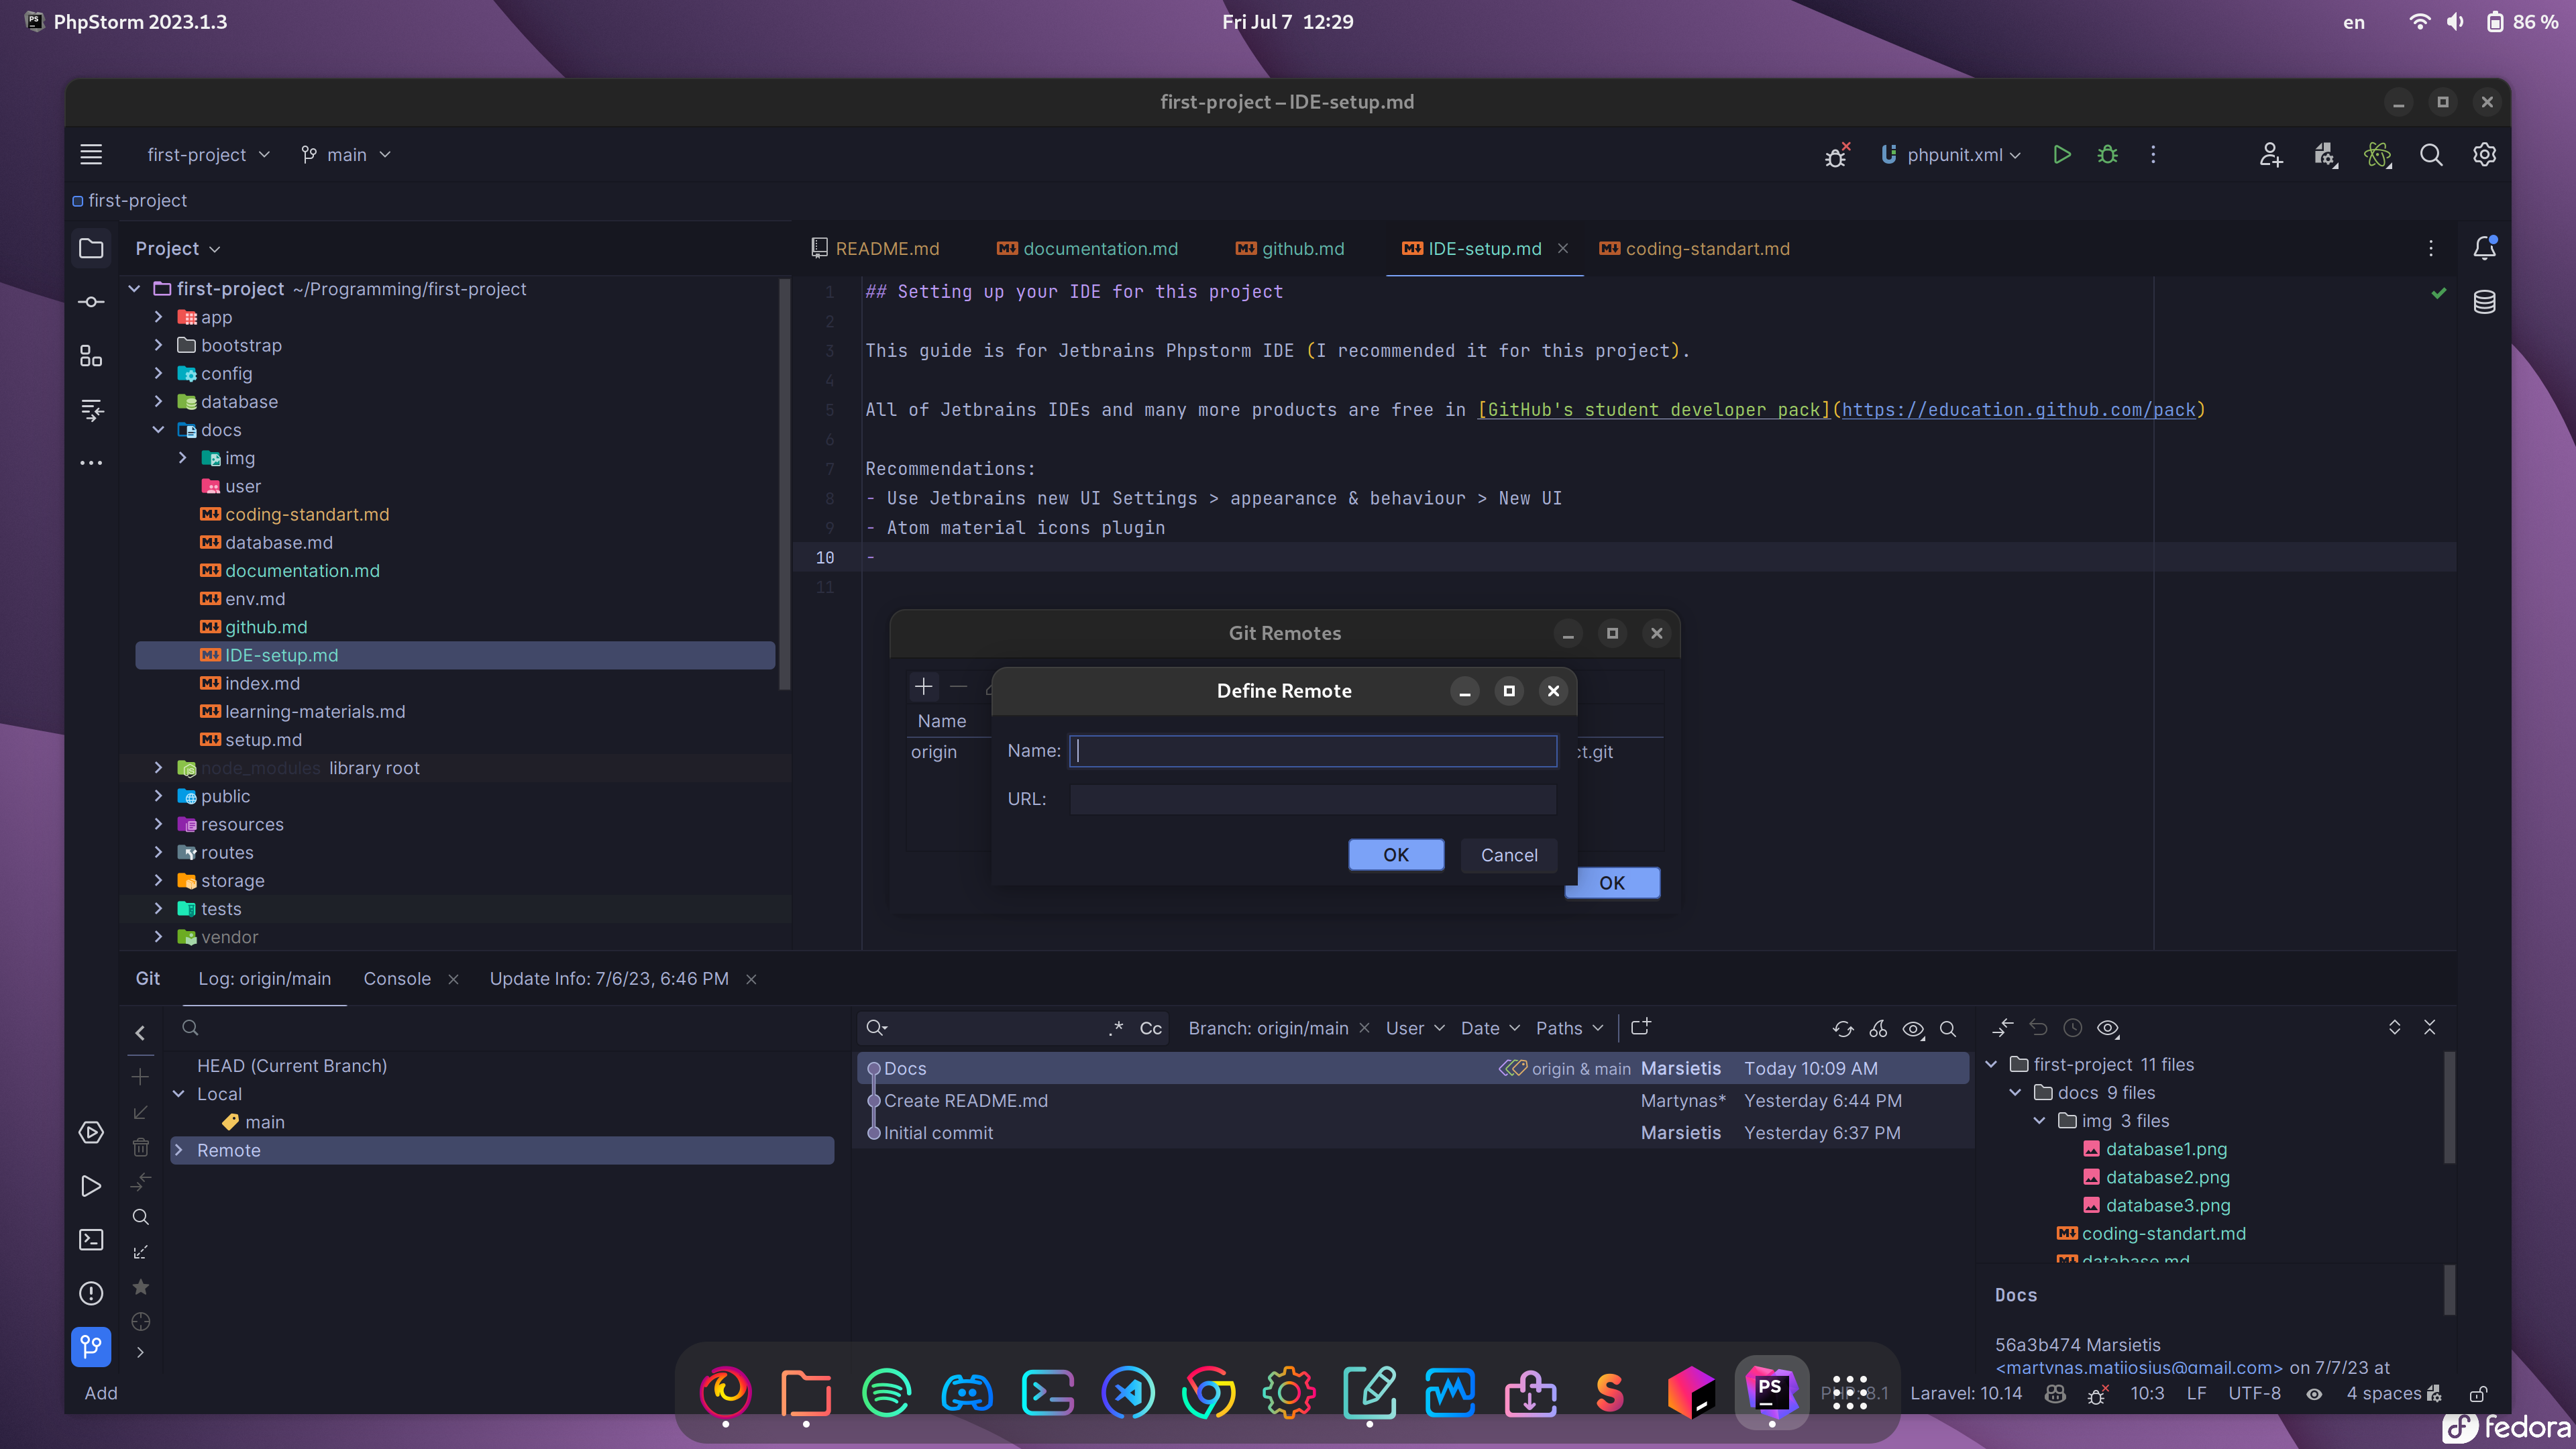 PhpStorm 2023.1.3
Fri Jul 7 12:29
en
86 %
first-project – IDE-setup.md
first-project
main
phpunit.xml
first-project
Project
README.md
documentation.md
github.md
IDE-setup.md
coding-standart.md
first-project ~/Programming/first-project
app
bootstrap
config
database
docs
img
user
coding-standart.md
database.md
documentation.md
env.md
github.md
IDE-setup.md
index.md
learning-materials.md
setup.md
node_modules library root
public
resources
routes
storage
tests
vendor
1 ## Setting up your IDE for this project
2
3 This guide is for Jetbrains Phpstorm IDE (I recommended it for this project).
4
5 All of Jetbrains IDEs and many more products are free in [GitHub's student developer pack](https://education.github.com/pack)
6
7 Recommendations:
8 - Use Jetbrains new UI Settings > appearance & behaviour > New UI
9 - Atom material icons plugin
10 -
11
Git Remotes
Name
origin
ct.git
OK
Define Remote
Name:
URL:
OK
Cancel
Git
Log: origin/main
Console
Update Info: 7/6/23, 6:46 PM
HEAD (Current Branch)
Local
main
Remote
.* Cc
Branch: origin/main
User
Date
Paths
Docs origin & main Marsietis Today 10:09 AM
Create README.md Martynas* Yesterday 6:44 PM
Initial commit Marsietis Yesterday 6:37 PM
first-project 11 files
docs 9 files
img 3 files
database1.png
database2.png
database3.png
coding-standart.md
database.md
Docs
56a3b474 Marsietis
<martynas.matijosius@gmail.com> on 7/7/23 at
Add
PS
PHP: 8.1
Laravel: 10.14
10:3
LF
UTF-8
4 spaces
fedora